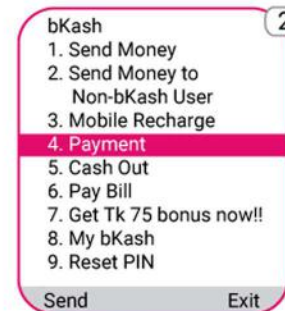 bKash
2
1. Send Money
2. Send Money to
Non-bKash User
3. Mobile Recharge
4. Payment
5. Cash Out
6. Pay Bill
7. Get Tk 75 bonus now!!
8. My bKash
9. Reset PIN
Send Exit